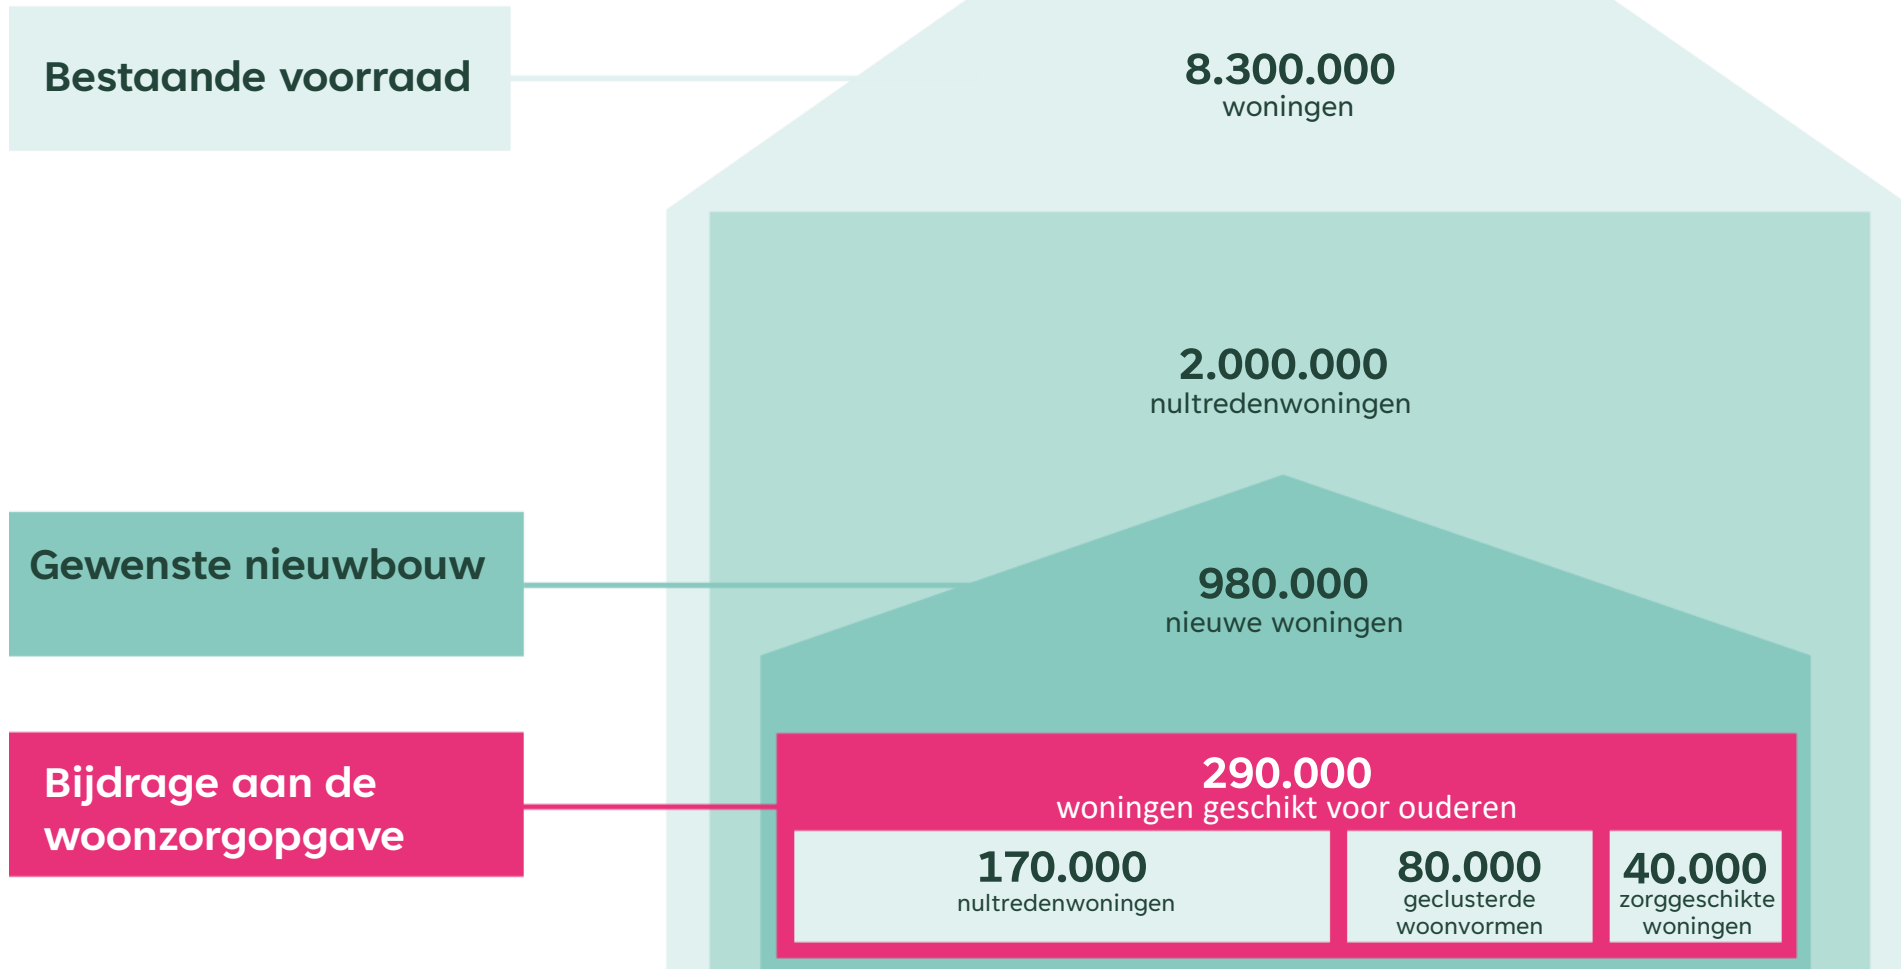 Bestaande voorraad
8.300.000
woningen
2.000.000
nultredenwoningen
Gewenste nieuwbouw
980.000
nieuwe woningen
Bijdrage aan de
woonzorgopgave
290.000
woningen geschikt voor ouderen
170.000
nultredenwoningen
80.000
geclusterde
woonvormen
40.000
zorggeschikte
woningen